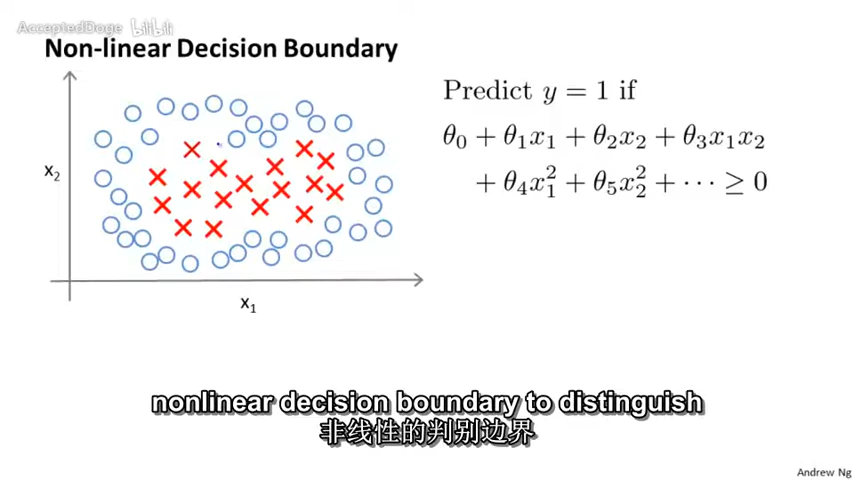 AcceptedDoge bilibili
Non-linear Decision Boundary
Predict y = 1 if
θ₀ + θ₁x₁ + θ₂x₂ + θ₃x₁x₂
+ θ₄x₁² + θ₅x₂² + ⋯ ≥ 0
x₂
x₁
nonlinear decision boundary to distinguish
非线性的判别边界
Andrew Ng